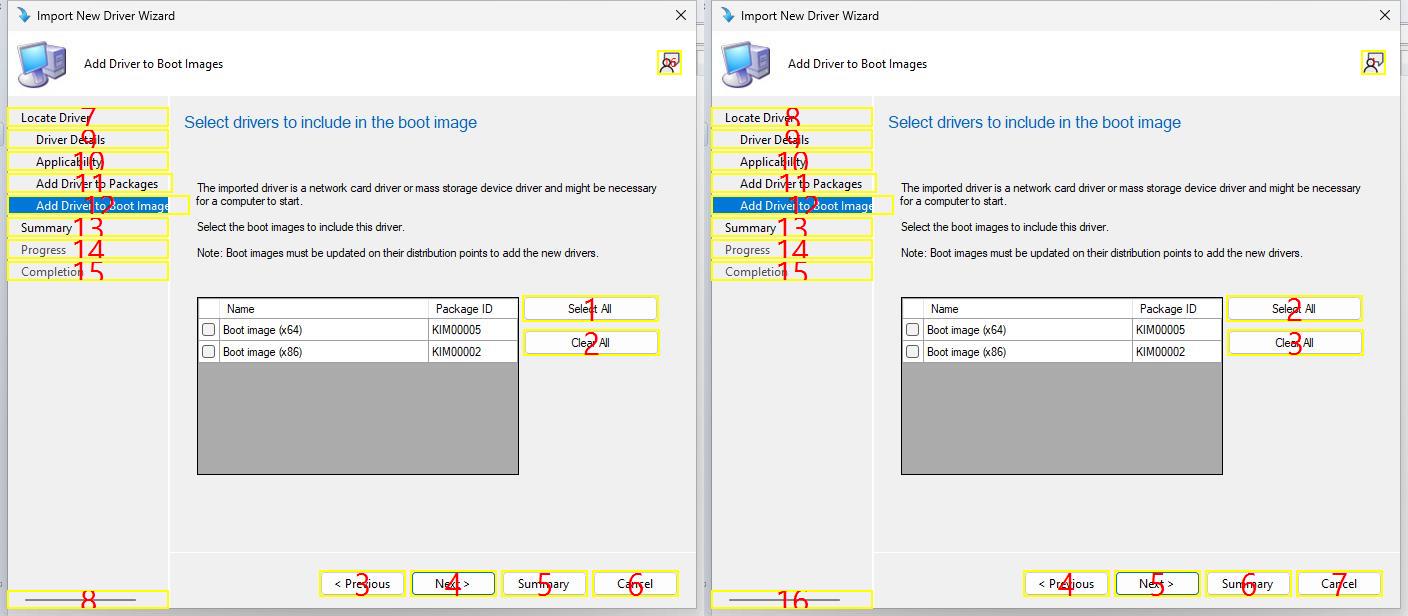 Import New Driver Wizard
Add Driver to Boot Images
16
Locate Driver
7
Driver Details
9
Applicability
10
Add Driver to Packages
11
Add Driver to Boot Image
12
Summary
13
Progress
14
Completion
15
8
Select drivers to include in the boot image
The imported driver is a network card driver or mass storage device driver and might be necessary
for a computer to start.
Select the boot images to include this driver.
Note: Boot images must be updated on their distribution points to add the new drivers.
Name Package ID
Boot image (x64) KIM00005
Boot image (x86) KIM00002
Select All
1
Clear All
2
< Previous
3
Next >
4
Summary
5
Cancel
6
Import New Driver Wizard
Add Driver to Boot Images
Locate Driver
8
Driver Details
9
Applicability
10
Add Driver to Packages
11
Add Driver to Boot Image
12
Summary
13
Progress
14
Completion
15
16
Select drivers to include in the boot image
The imported driver is a network card driver or mass storage device driver and might be necessary
for a computer to start.
Select the boot images to include this driver.
Note: Boot images must be updated on their distribution points to add the new drivers.
Name Package ID
Boot image (x64) KIM00005
Boot image (x86) KIM00002
Select All
2
Clear All
3
< Previous
4
Next >
5
Summary
6
Cancel
7